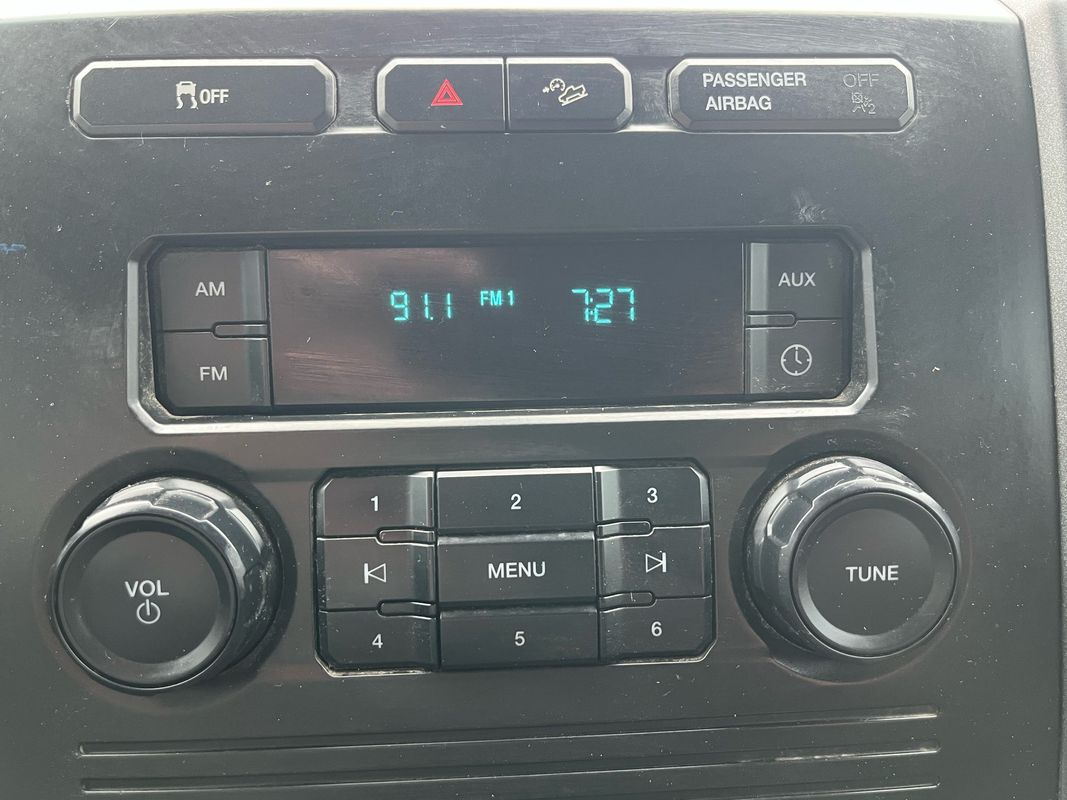 OFF
PASSENGER OFF
AIRBAG 2
AM
91.1 FM1 7:27
AUX
FM
VOL
1 2 3
MENU
4 5 6
TUNE